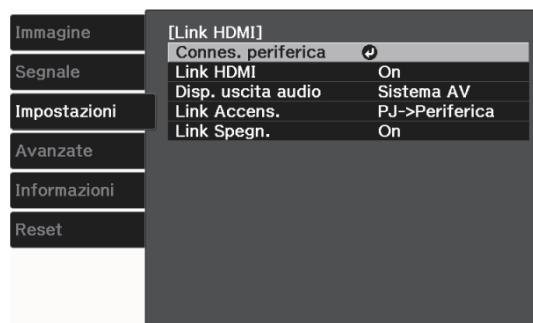 Immagine
Segnale
Impostazioni
Avanzate
Informazioni
Reset
[Link HDMI]
Connes. periferica
Link HDMI On
Disp. uscita audio Sistema AV
Link Accens. PJ->Periferica
Link Spegn. On